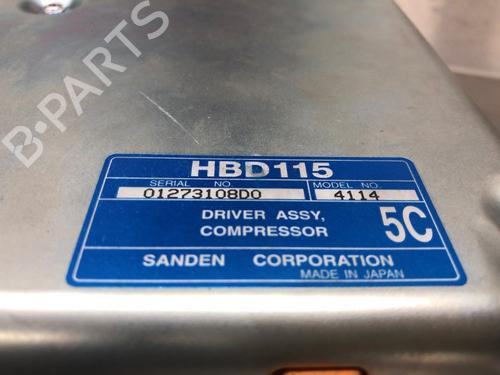 B-PARTS
HBD115
SERIAL NO. MODEL NO.
01273108D0 4114
DRIVER ASSY,
COMPRESSOR
5C
SANDEN CORPORATION
MADE IN JAPAN